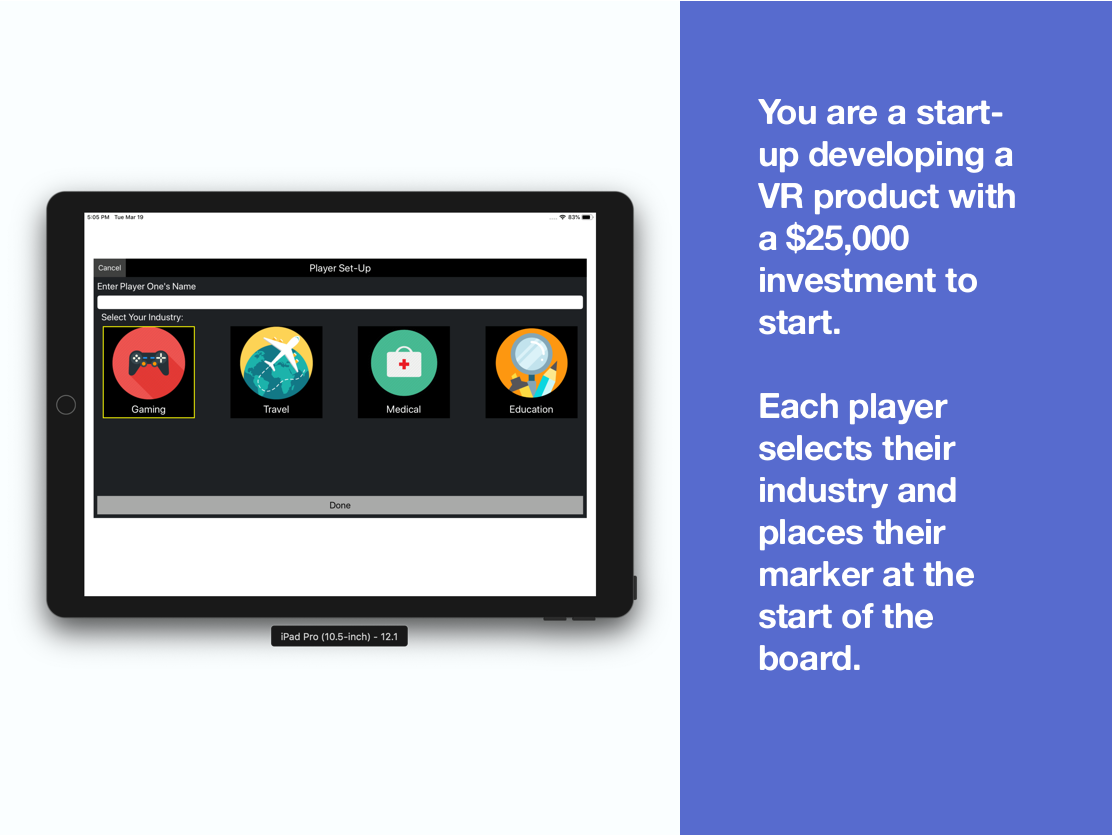 5:05 PM Tue Mar 19
83%
Cancel
Player Set-Up
Enter Player One's Name
Select Your Industry:
Gaming
Travel
Medical
Education
Done
iPad Pro (10.5-inch) - 12.1
You are a start-
up developing a
VR product with
a $25,000
investment to
start.
Each player
selects their
industry and
places their
marker at the
start of the
board.